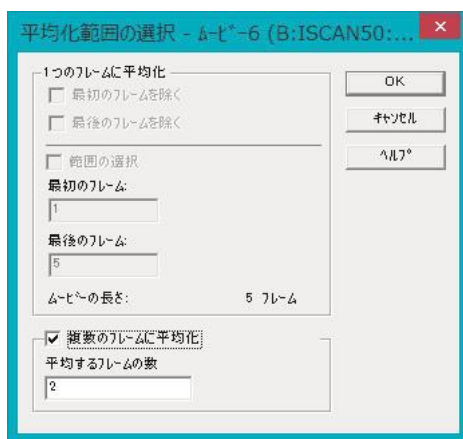 平均化範囲の選択 - ﾑｰﾋﾞｰ6 (B:ISCAN50:...
1つのﾌﾚｰﾑに平均化
最初のﾌﾚｰﾑを除く
最後のﾌﾚｰﾑを除く
範囲の選択
最初のﾌﾚｰﾑ:
1
最後のﾌﾚｰﾑ:
5
ﾑｰﾋﾞｰの長さ: 5 ﾌﾚｰﾑ
複数のﾌﾚｰﾑに平均化
平均するﾌﾚｰﾑの数
2
OK
ｷｬﾝｾﾙ
ﾍﾙﾌﾟ